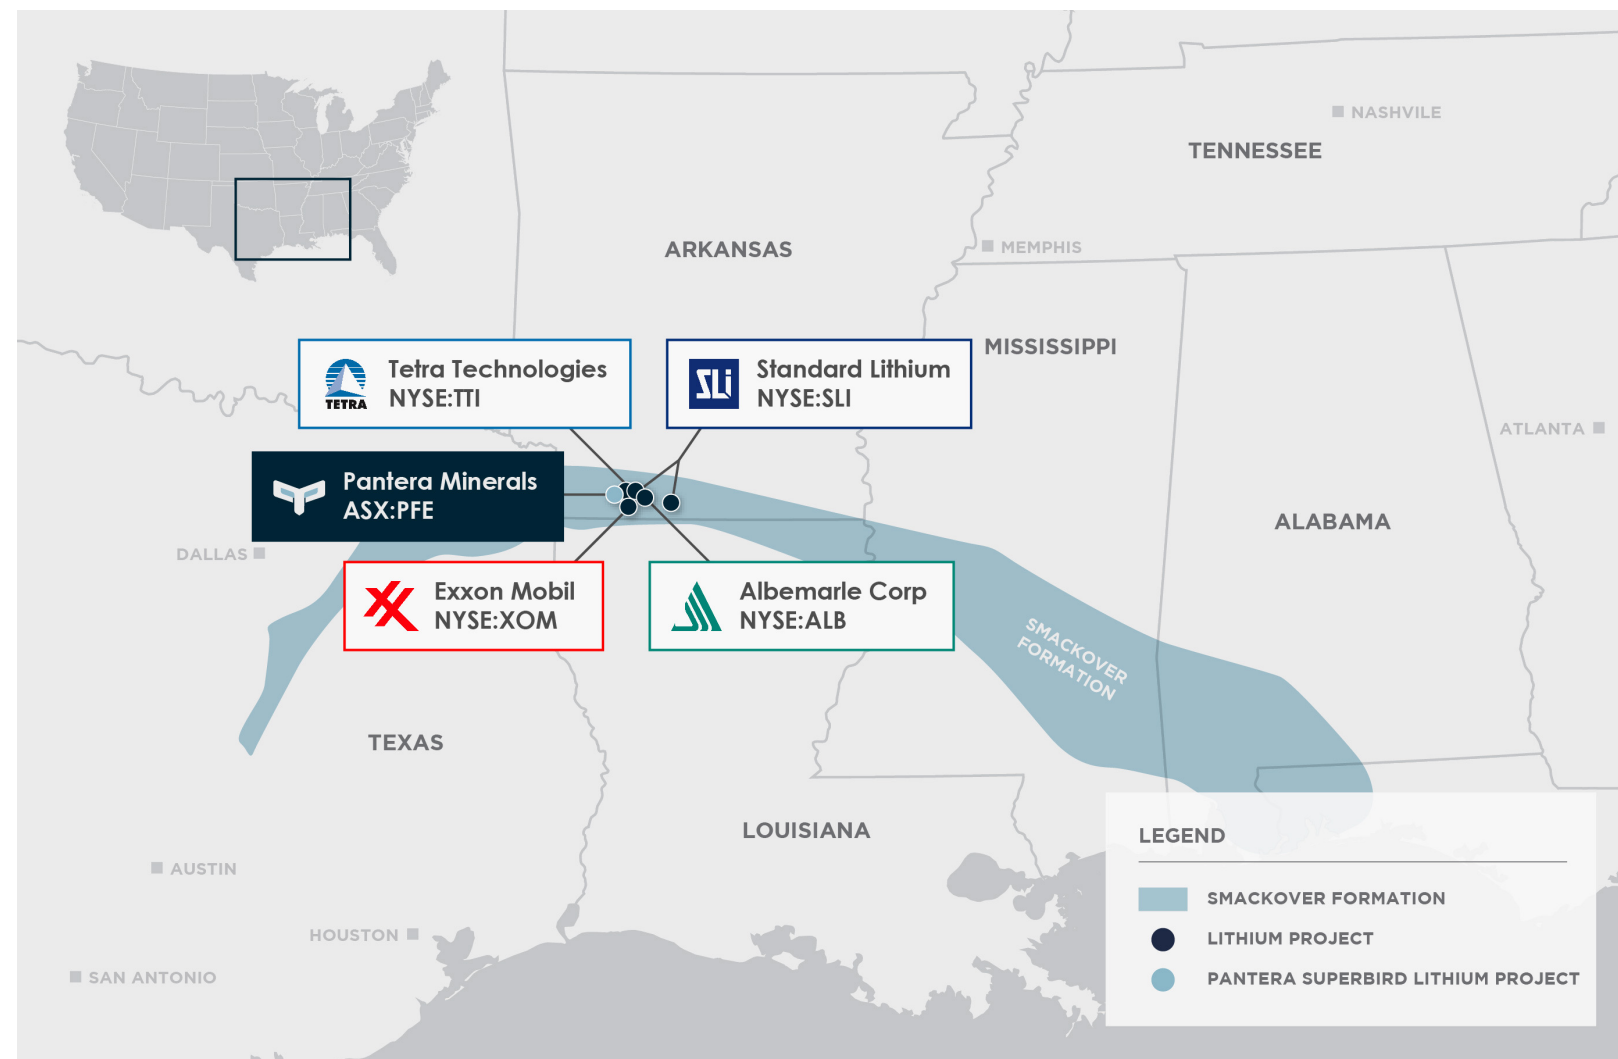 NASHVILE
TENNESSEE
ARKANSAS
MEMPHIS
MISSISSIPPI
TETRA
Tetra Technologies
NYSE:TTI
SLi
Standard Lithium
NYSE:SLI
ATLANTA
Pantera Minerals
ASX:PFE
ALABAMA
DALLAS
Exxon Mobil
NYSE:XOM
Albemarle Corp
NYSE:ALB
SMACKOVER
FORMATION
TEXAS
LOUISIANA
AUSTIN
HOUSTON
SAN ANTONIO
LEGEND
SMACKOVER FORMATION
LITHIUM PROJECT
PANTERA SUPERBIRD LITHIUM PROJECT